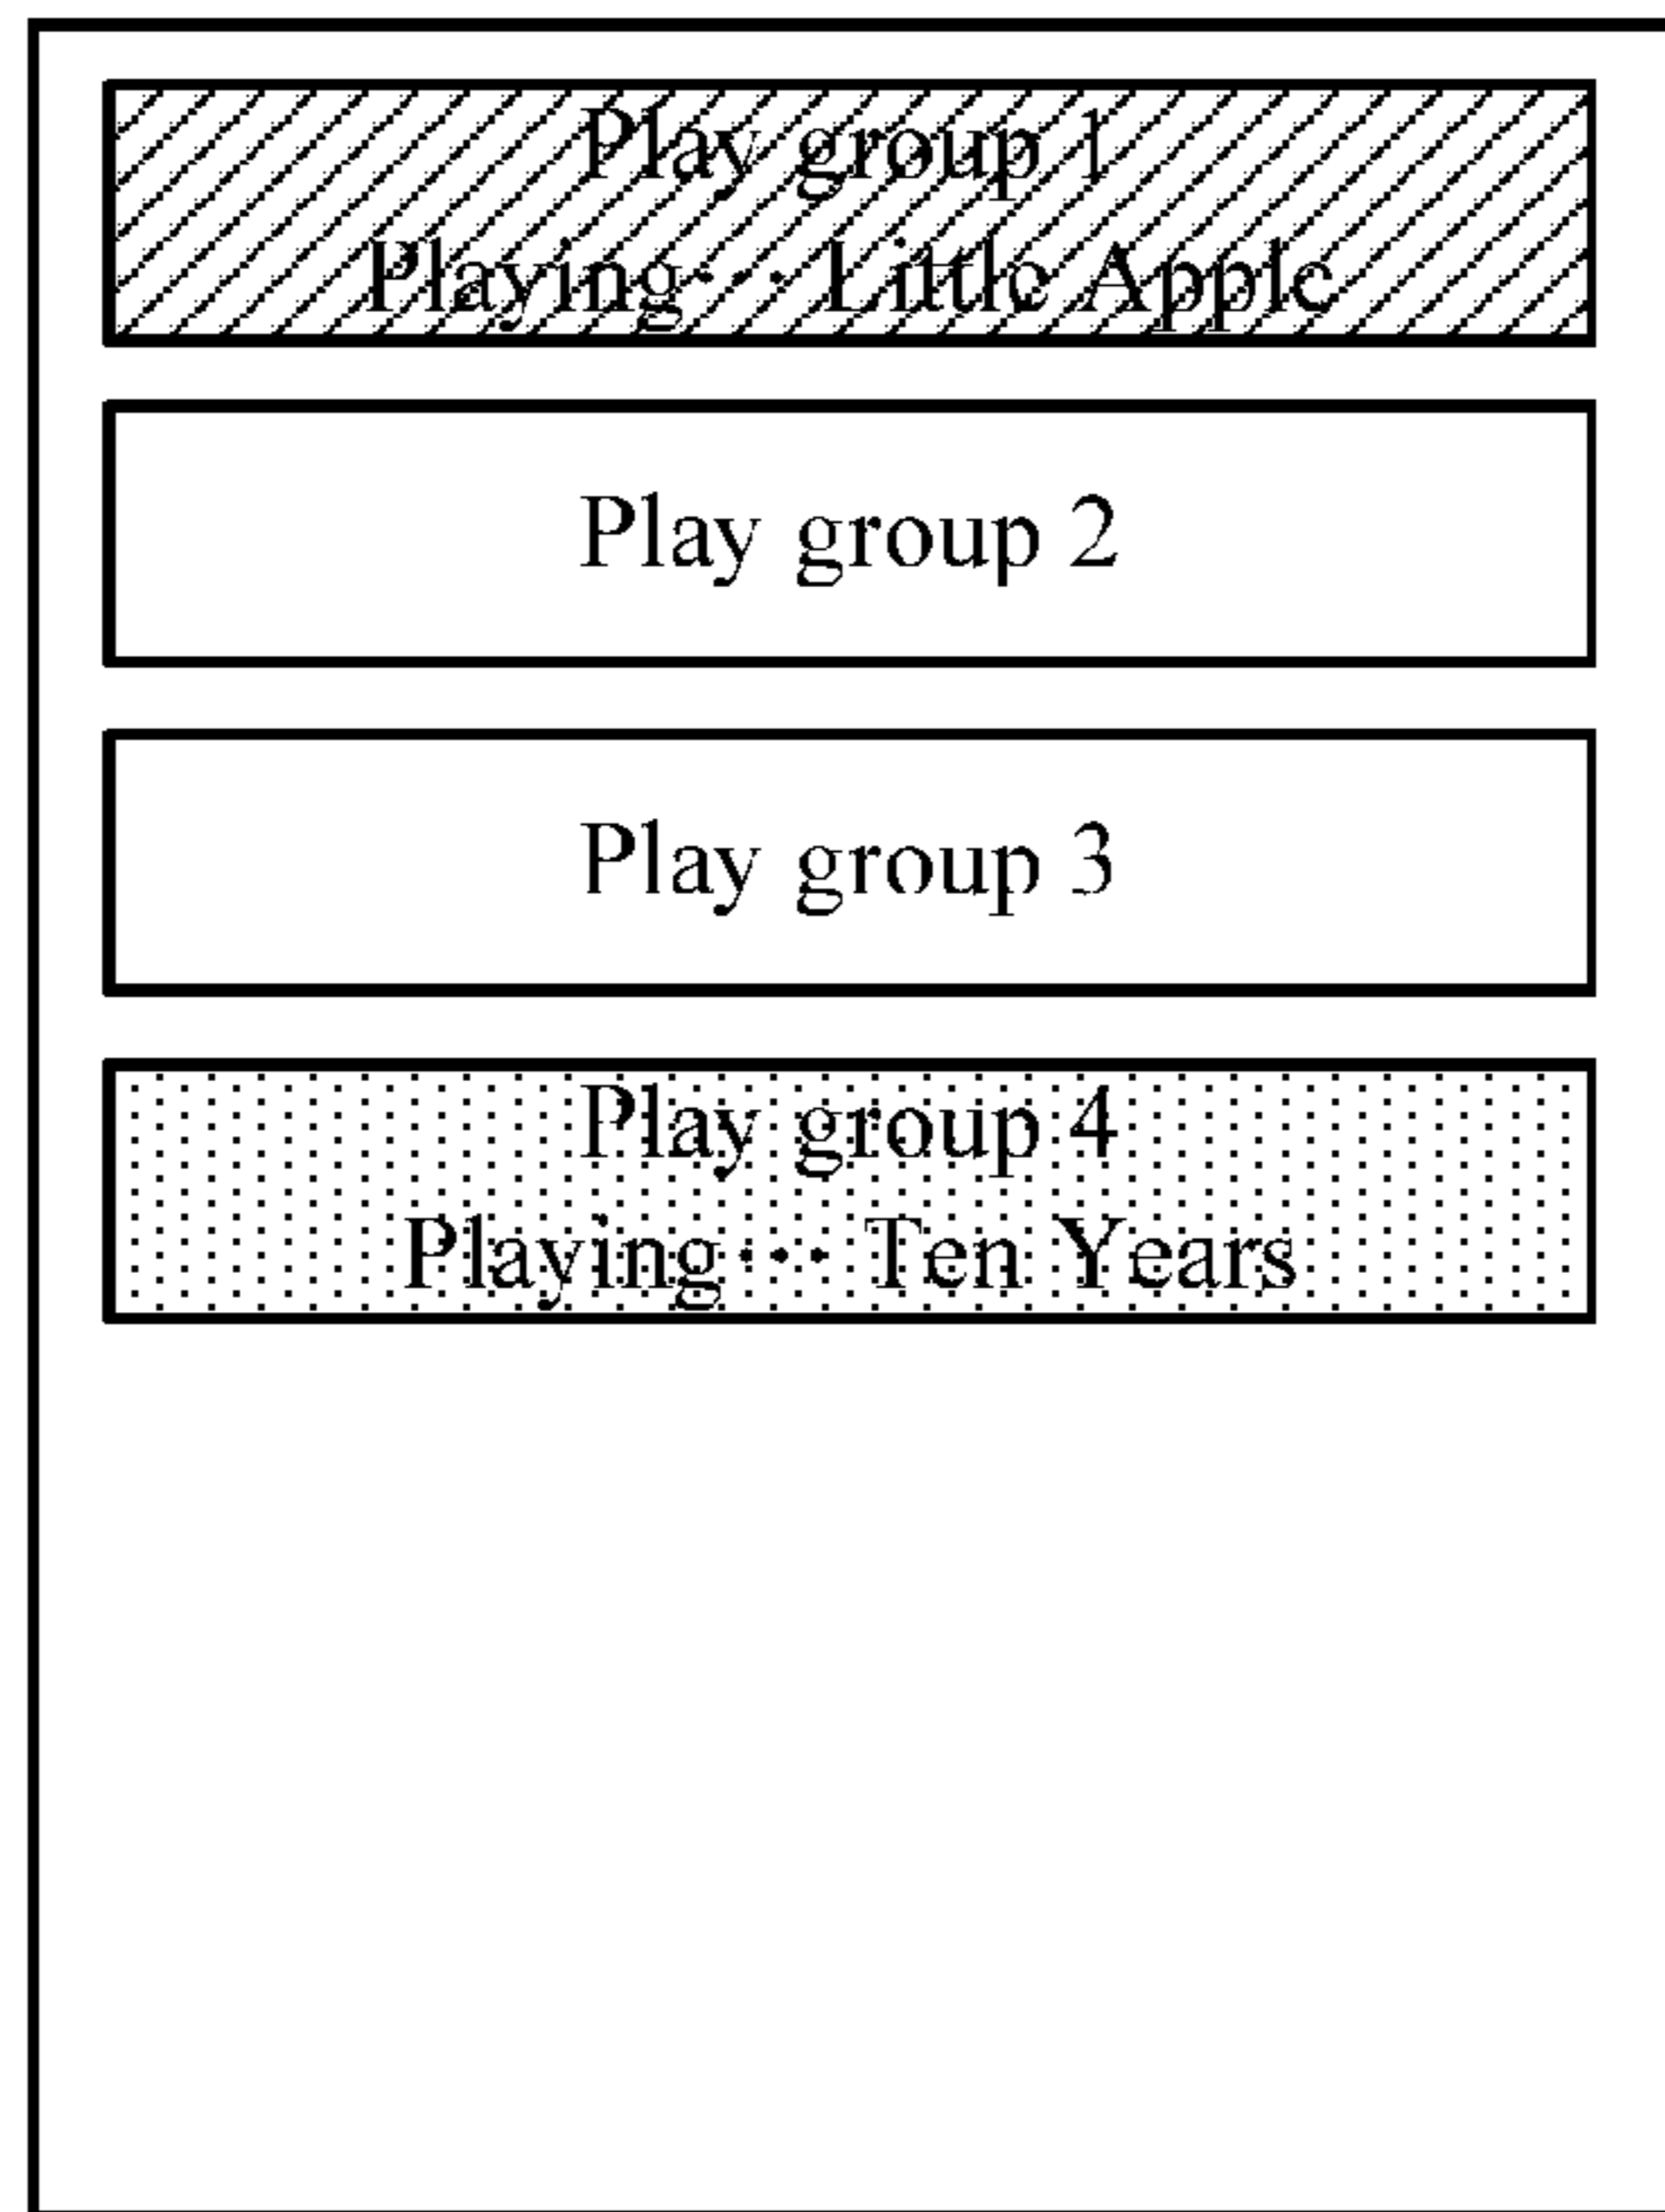 Play group 1
Playing··· Little Apple
Play group 2
Play group 3
Play group 4
Playing··· Ten Years